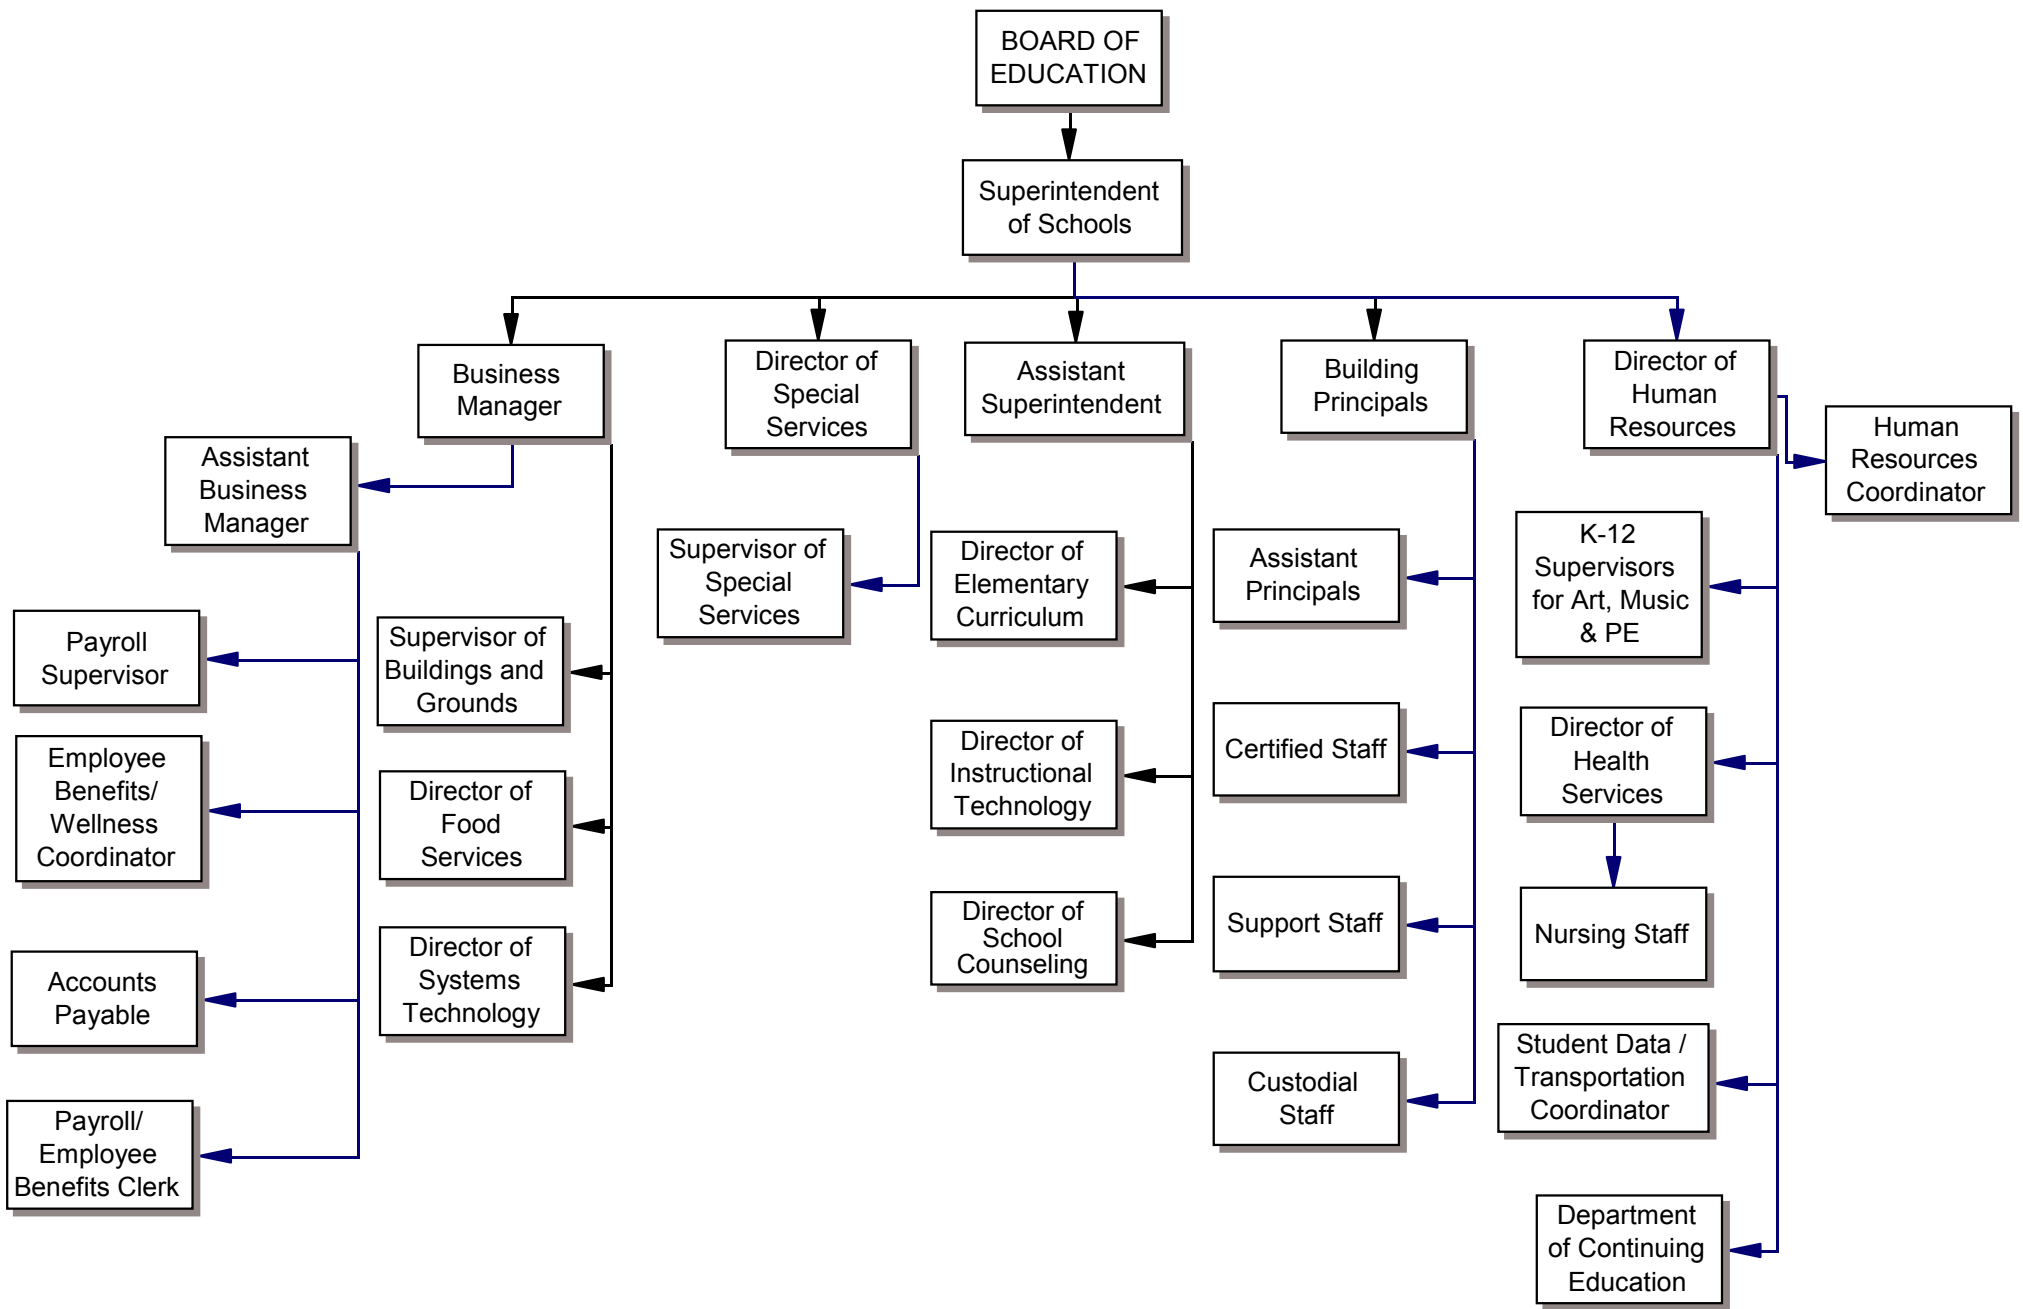 BOARD OF
EDUCATION
Superintendent
of Schools
Business
Manager
Director of
Special
Services
Assistant
Superintendent
Building
Principals
Director of
Human
Resources
Human
Resources
Coordinator
Assistant
Business
Manager
Payroll
Supervisor
Employee
Benefits/
Wellness
Coordinator
Accounts
Payable
Payroll/
Employee
Benefits Clerk
Supervisor of
Buildings and
Grounds
Director of
Food
Services
Director of
Systems
Technology
Supervisor of
Special
Services
Director of
Elementary
Curriculum
Director of
Instructional
Technology
Director of
School
Counseling
Assistant
Principals
Certified Staff
Support Staff
Custodial
Staff
K-12
Supervisors
for Art, Music
& PE
Director of
Health
Services
Nursing Staff
Student Data /
Transportation
Coordinator
Department
of Continuing
Education